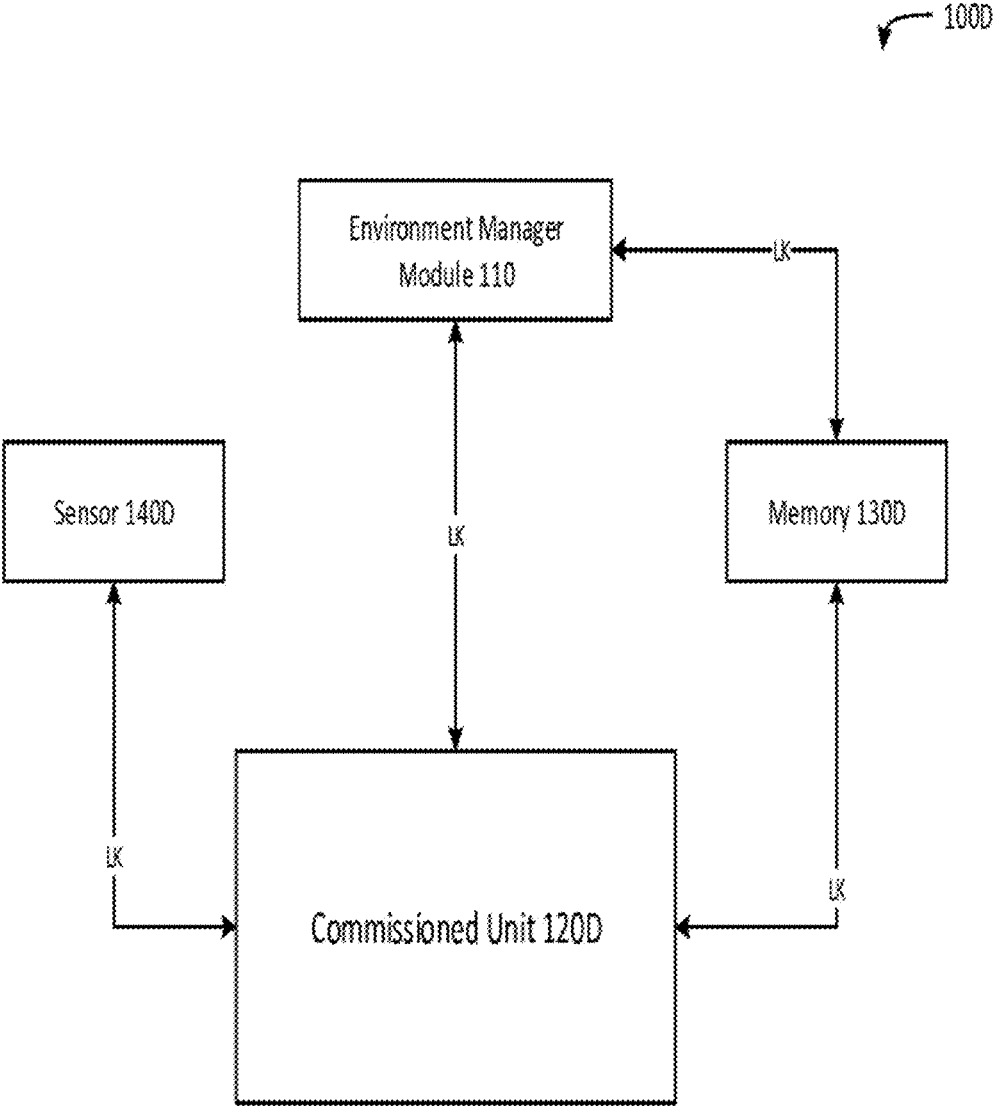 100D
Environment Manager
Module 110
LK
Sensor 140D
Memory 130D
LK
LK
LK
Commissioned Unit 120D